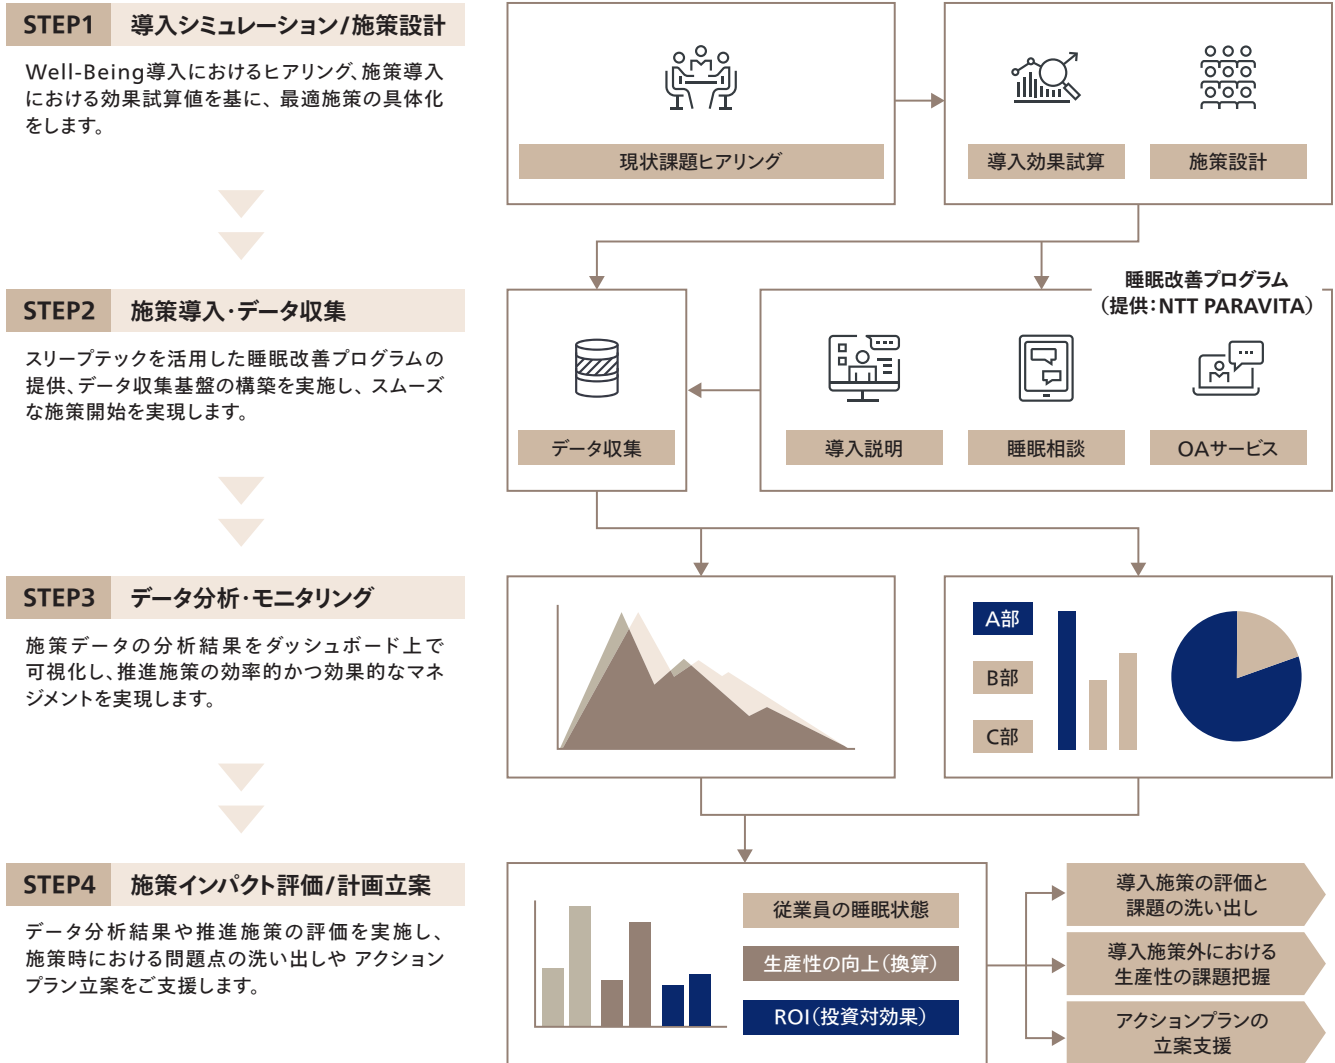 STEP1 導入シミュレーション/施策設計
Well-Being導入におけるヒアリング、施策導入
における効果試算値を基に、最適施策の具体化
をします。
現状課題ヒアリング
導入効果試算
施策設計
STEP2 施策導入・データ収集
スリープテックを活用した睡眠改善プログラムの
提供、データ収集基盤の構築を実施し、スムーズ
な施策開始を実現します。
データ収集
睡眠改善プログラム
（提供：NTT PARAVITA）
導入説明
睡眠相談
OAサービス
STEP3 データ分析・モニタリング
施策データの分析結果をダッシュボード上で
可視化し、推進施策の効率的かつ効果的なマネ
ジメントを実現します。
A部
B部
C部
STEP4 施策インパクト評価/計画立案
データ分析結果や推進施策の評価を実施し、
施策時における問題点の洗い出しや アクション
プラン立案をご支援します。
従業員の睡眠状態
生産性の向上（換算）
ROI（投資対効果）
導入施策の評価と
課題の洗い出し
導入施策外における
生産性の課題把握
アクションプランの
立案支援